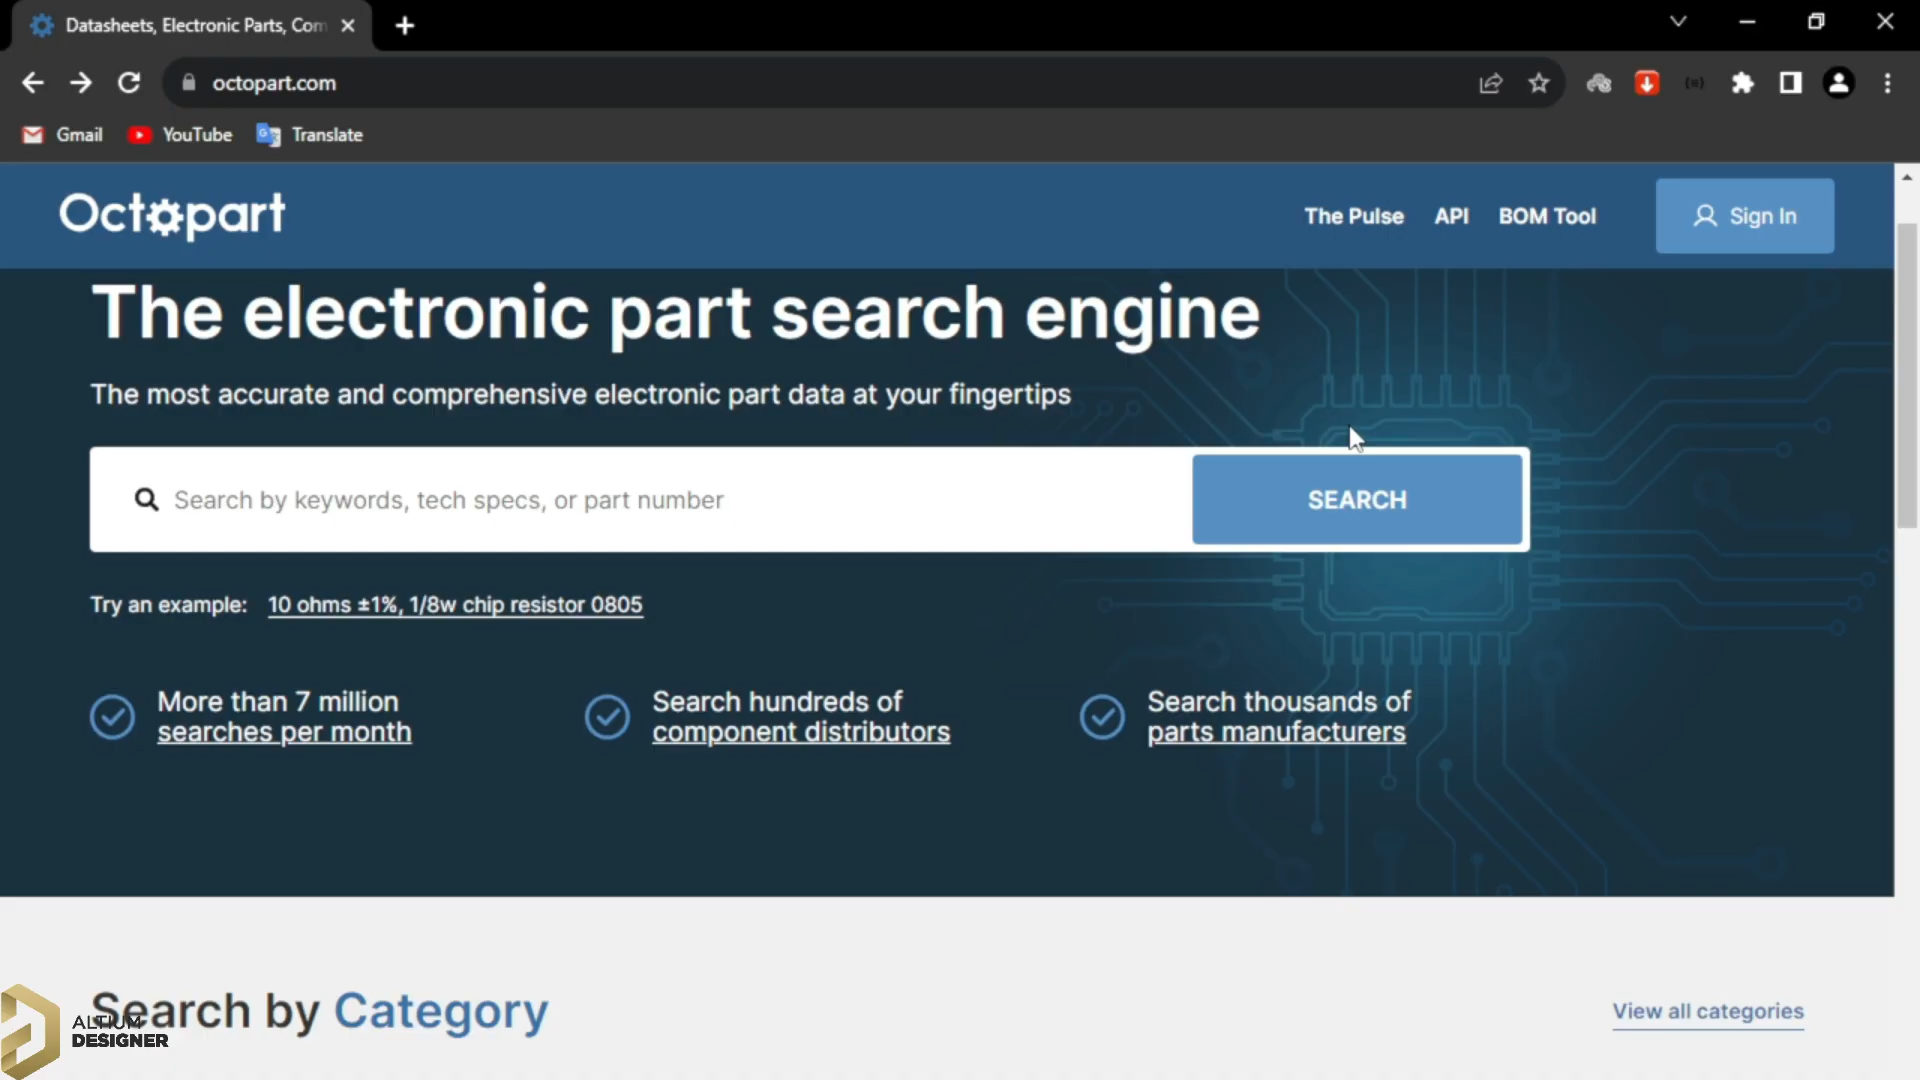 Datasheets, Electronic Parts, Com
octopart.com
Gmail YouTube Translate
Octopart
The Pulse API BOM Tool Sign In
The electronic part search engine
The most accurate and comprehensive electronic part data at your fingertips
Search by keywords, tech specs, or part number
SEARCH
Try an example: 10 ohms ±1%, 1/8w chip resistor 0805
More than 7 million
searches per month
Search hundreds of
component distributors
Search thousands of
parts manufacturers
Search by Category
View all categories
ALTIUM
DESIGNER